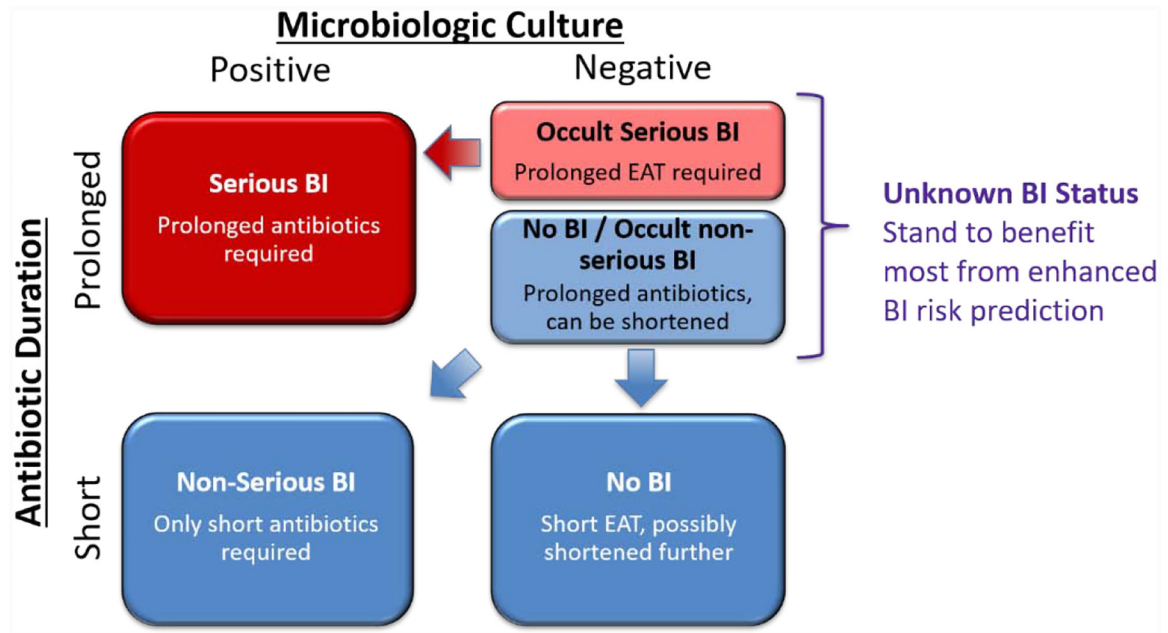 Microbiologic Culture
Positive
Negative
Antibiotic Duration
Prolonged
Short
Serious BI
Prolonged antibiotics
required
Occult Serious BI
Prolonged EAT required
No BI / Occult non-
serious BI
Prolonged antibiotics,
can be shortened
Unknown BI Status
Stand to benefit
most from enhanced
BI risk prediction
Non-Serious BI
Only short antibiotics
required
No BI
Short EAT, possibly
shortened further